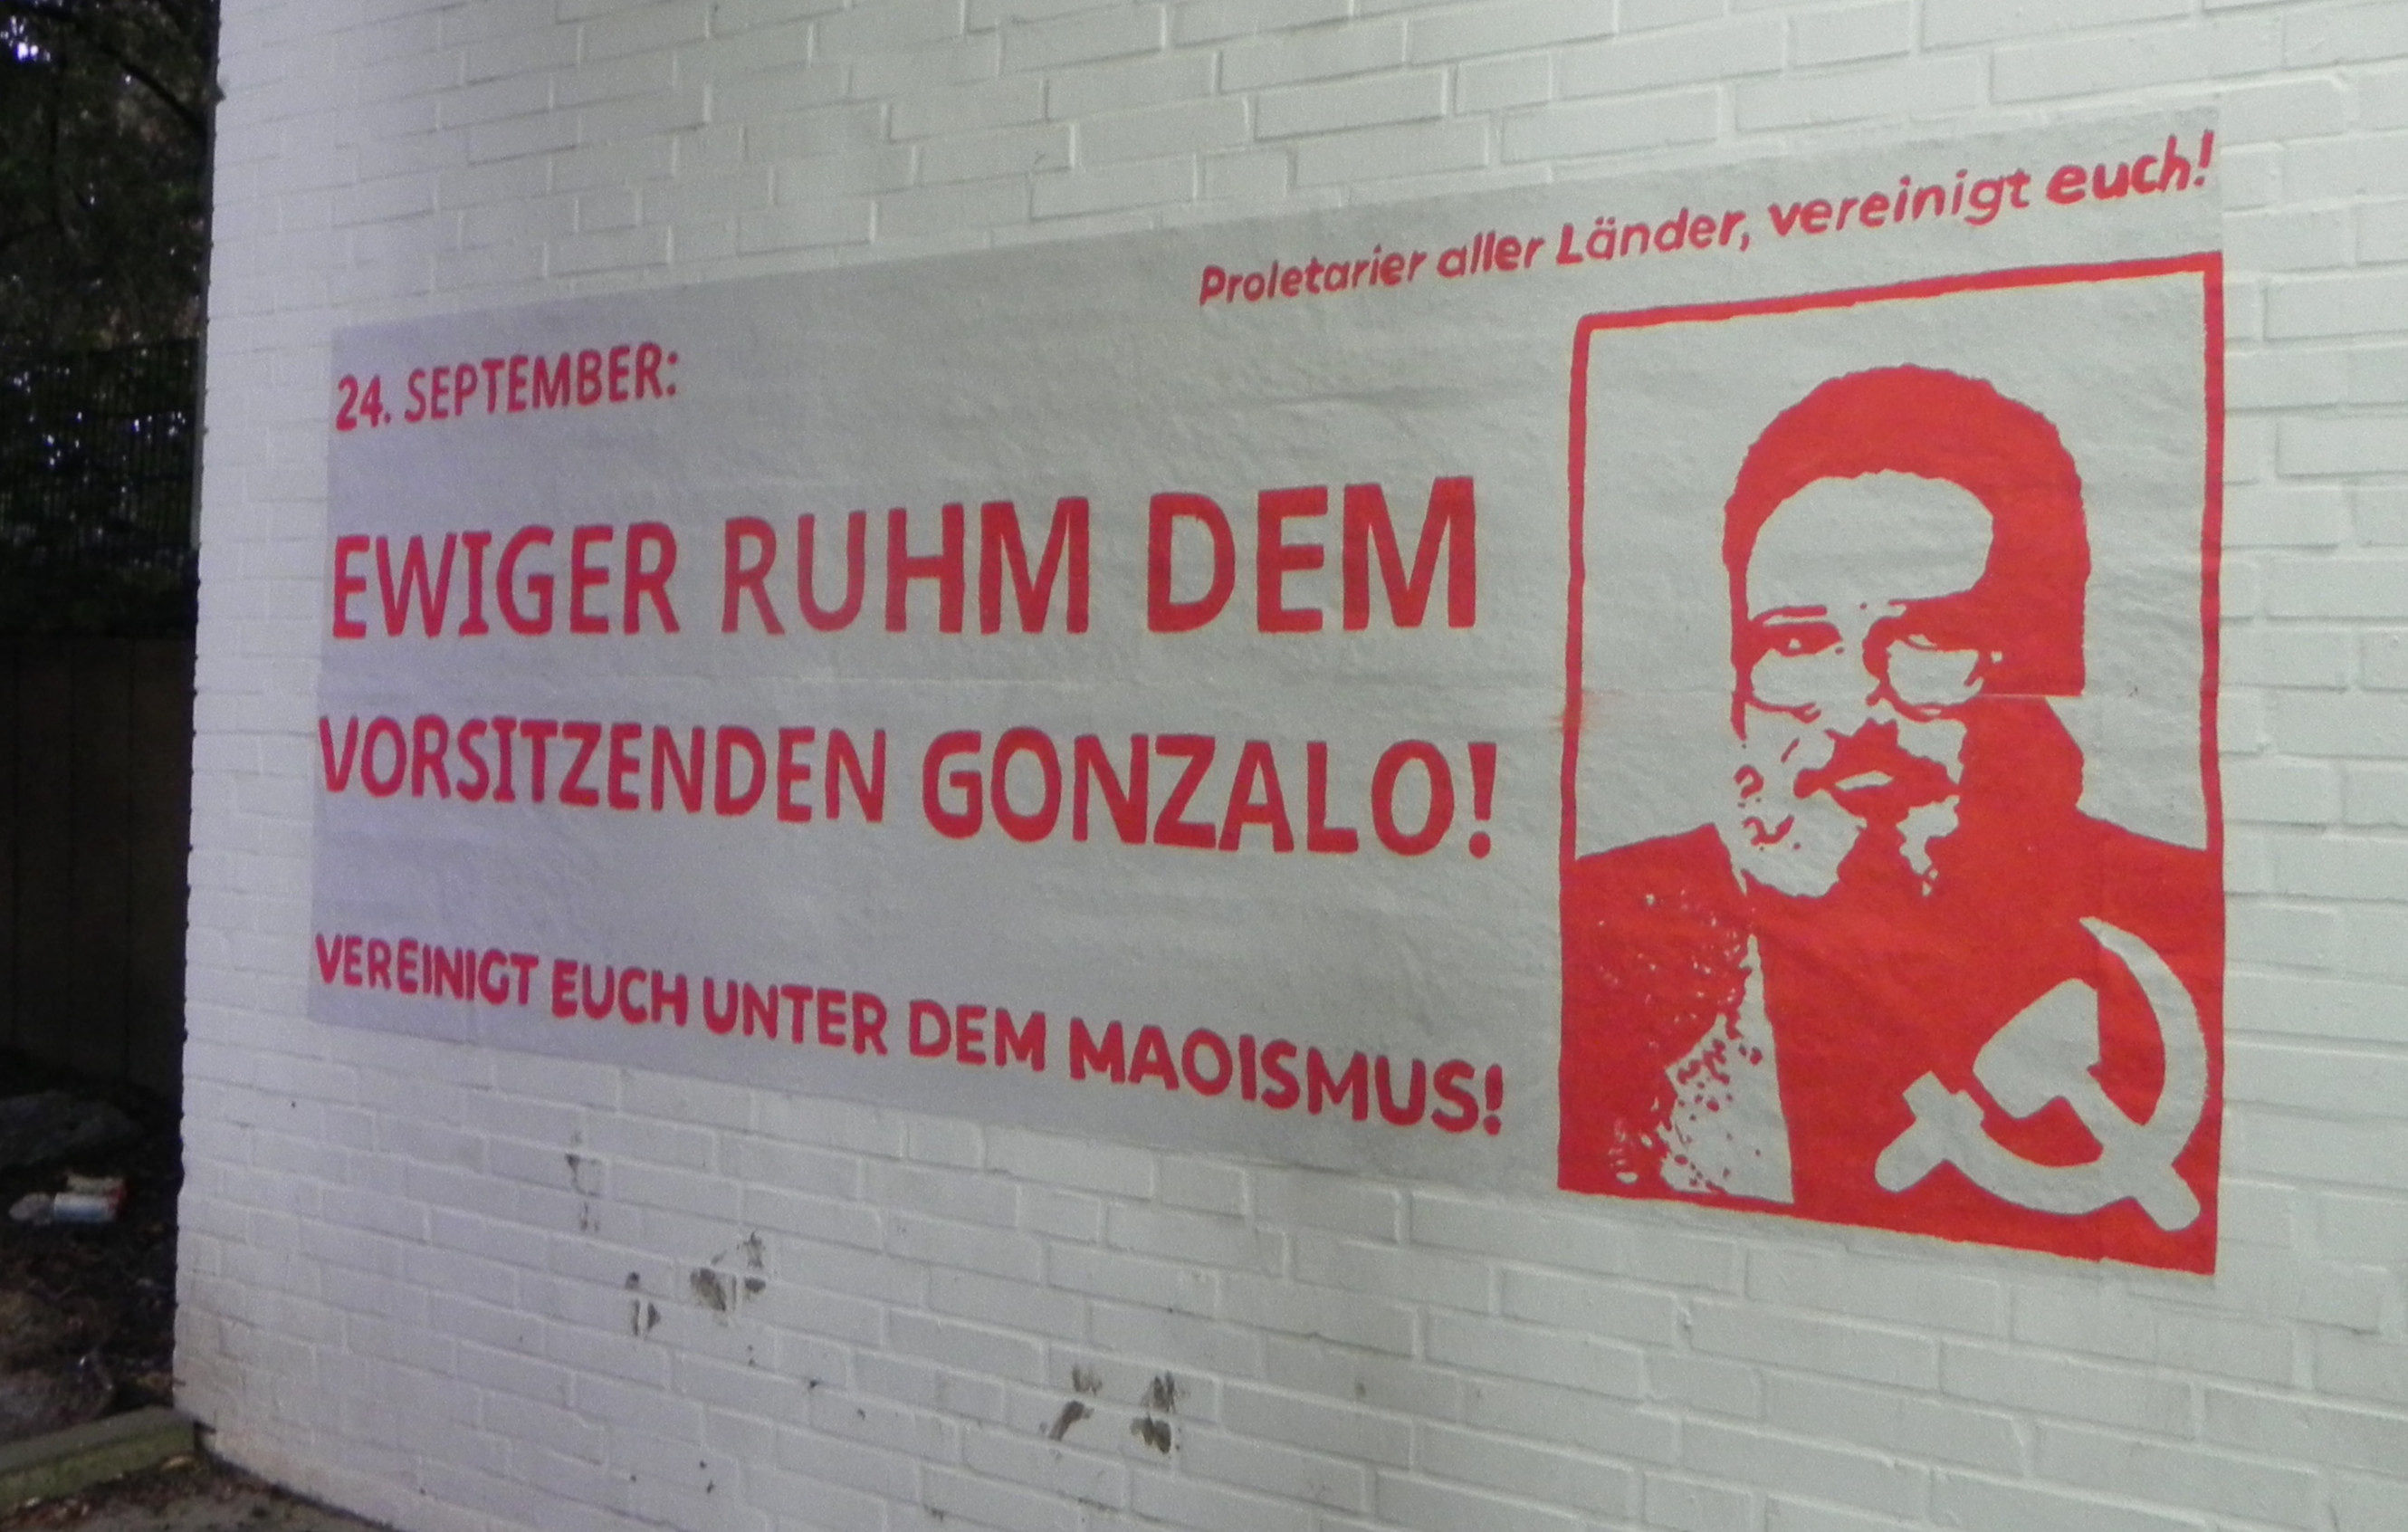 Proletarier aller Länder, vereinigt euch!
24. SEPTEMBER:
EWIGER RUHM DEM
VORSITZENDEN GONZALO!
VEREINIGT EUCH UNTER DEM MAOISMUS!